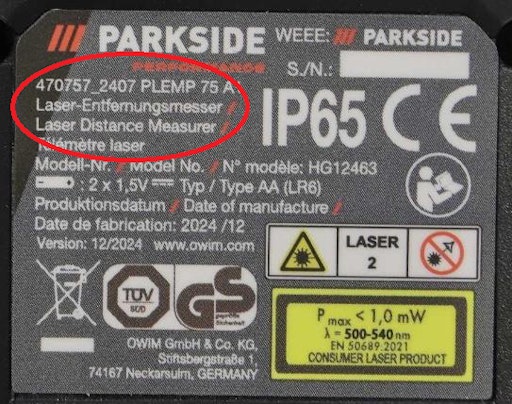 /// PARKSIDE
PERFORMANCE
WEEE: /// PARKSIDE
S./N.:
470757_2407 PLEMP 75 A
Laser-Entfernungsmesser /
Laser Distance Measurer /
Télémètre laser
IP65 CE
Modell-Nr. / Model No. / N° modèle: HG12463
: 2 x 1,5V Typ / Type AA (LR6)
Produktionsdatum / Date of manufacture /
Date de fabrication: 2024 /12
Version: 12/2024 www.owim.com
LASER
2
TÜV
SÜD
GS
geprüfte
Sicherheit
Pmax < 1,0 mW
λ = 500-540 nm
EN 50689:2021
CONSUMER LASER PRODUCT
OWIM GmbH & Co. KG,
Stiftsbergstraße 1,
74167 Neckarsulm, GERMANY